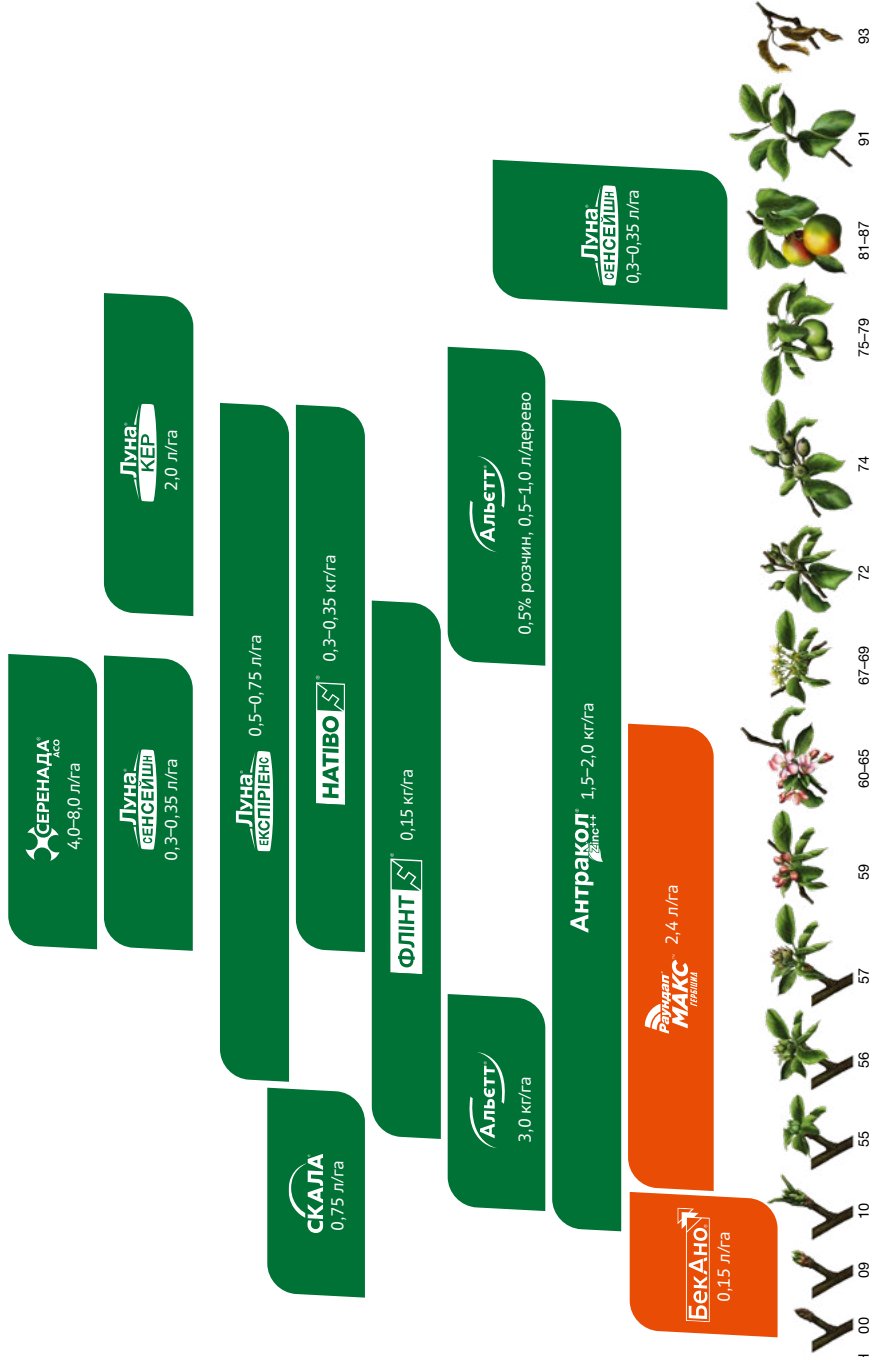 СЕРЕНАДА®
ASO
4,0–8,0 л/га
Луна®
СЕНСЕЙШН
0,3–0,35 л/га
Луна®
КЕР
2,0 л/га
Луна®
ЕКСПІРІЕНС
0,5–0,75 л/га
СКАЛА
0,75 л/га
НАТІВО® 0,3–0,35 кг/га
ФЛІНТ® 0,15 кг/га
Альєтт®
3,0 кг/га
Альєтт®
0,5% розчин, 0,5–1,0 л/дерево
Луна®
СЕНСЕЙШН
0,3–0,35 л/га
Антракол® 1,5–2,0 кг/га
Zinc++
БекАно®
0,15 л/га
Раундап®
МАКС™ 2,4 л/га
ГЕРБІЦИД
00 09 10 55 56 57 59 60–65 67–69 72 74 75–79 81–87 91 93